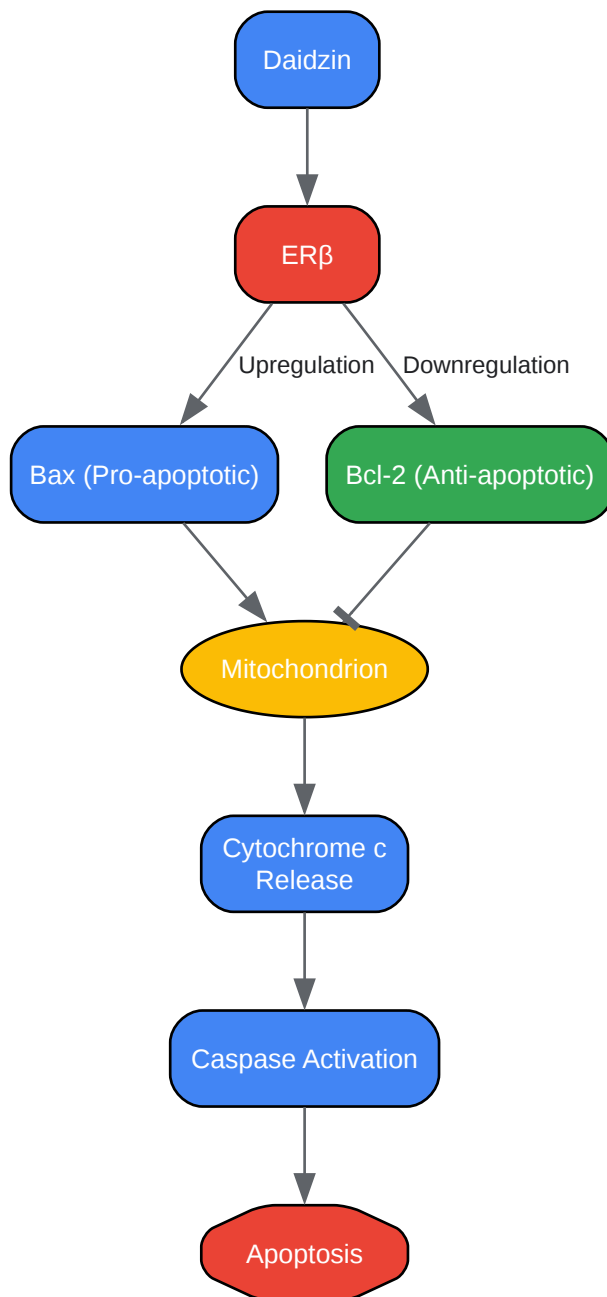 Daidzin
ERβ
Upregulation
Downregulation
Bax (Pro-apoptotic)
Bcl-2 (Anti-apoptotic)
Mitochondrion
Cytochrome c
Release
Caspase Activation
Apoptosis